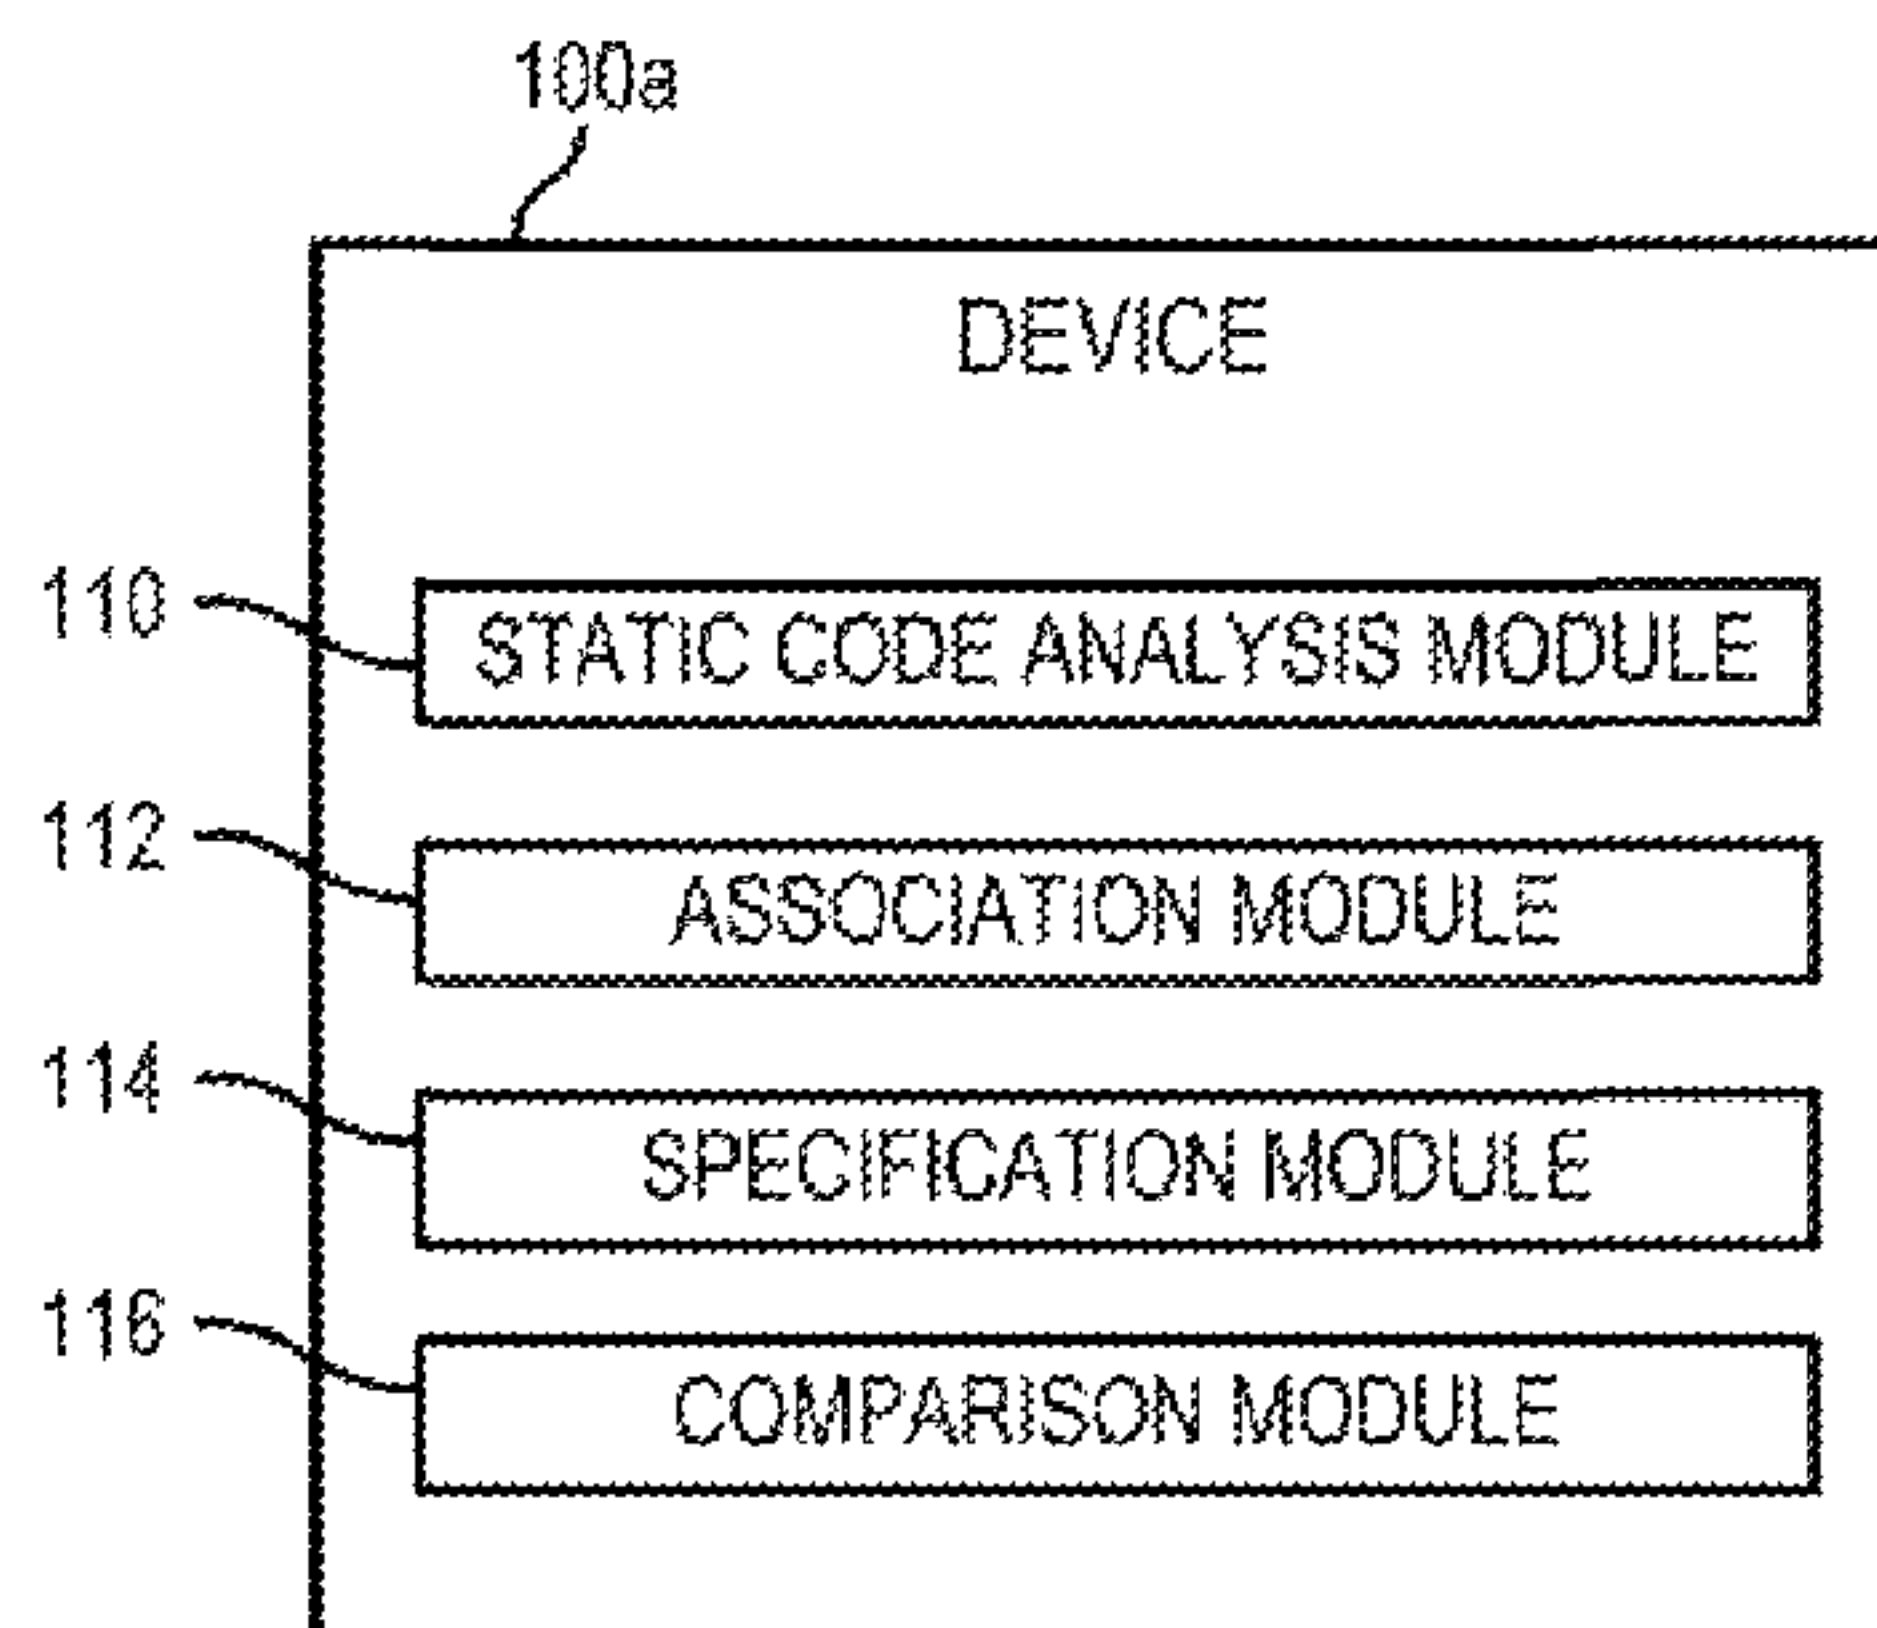 100a
DEVICE
110
STATIC CODE ANALYSIS MODULE
112
ASSOCIATION MODULE
114
SPECIFICATION MODULE
116
COMPARISON MODULE